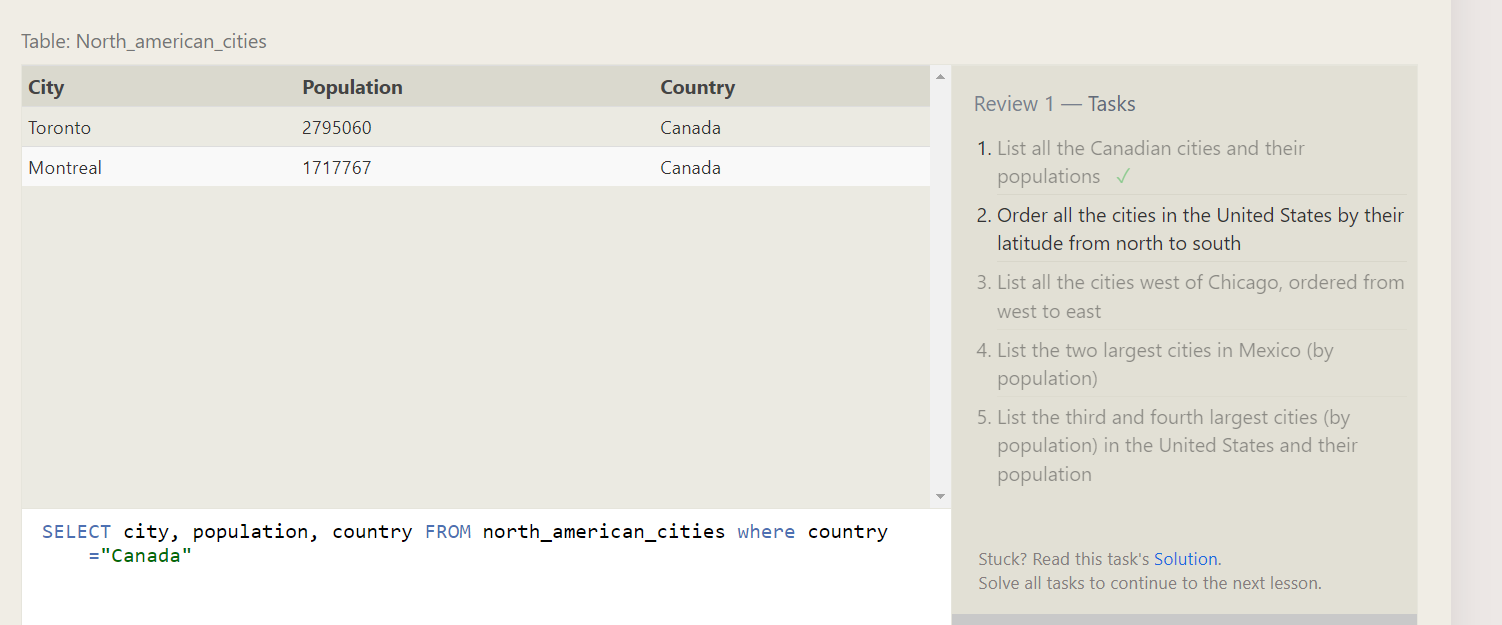 Table: North_american_cities
City Population Country
Toronto 2795060 Canada
Montreal 1717767 Canada
Review 1 — Tasks
1. List all the Canadian cities and their
populations ✓
2. Order all the cities in the United States by their
latitude from north to south
3. List all the cities west of Chicago, ordered from
west to east
4. List the two largest cities in Mexico (by
population)
5. List the third and fourth largest cities (by
population) in the United States and their
population
SELECT city, population, country FROM north_american_cities where country
="Canada"
Stuck? Read this task's Solution.
Solve all tasks to continue to the next lesson.